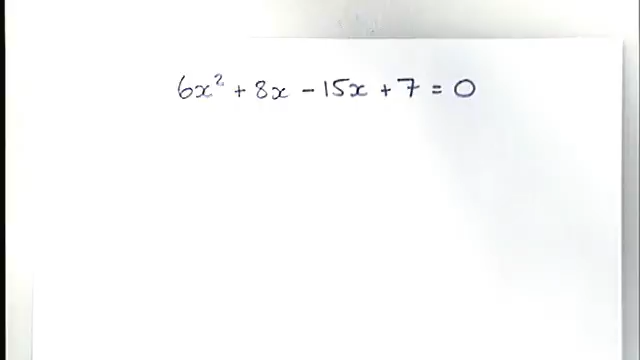 6x² + 8x - 15x + 7 = 0